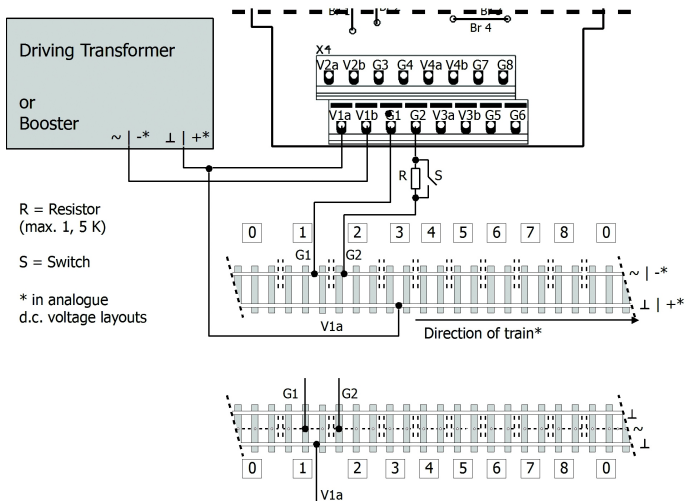 Br 4
Driving Transformer
or
Booster
~ | -* ⊥ | +*
X4
V2a V2b G3 G4 V4a V4b G7 G8
V1a V1b G1 G2 V3a V3b G5 G6
R S
R = Resistor
(max. 1, 5 K)
S = Switch
* in analogue
d.c. voltage layouts
0 1 2 3 4 5 6 7 8 0
G1 G2
~ | -*
⊥ | +*
V1a
Direction of train*
G1 G2
⊥
~
⊥
0 1 2 3 4 5 6 7 8 0
V1a